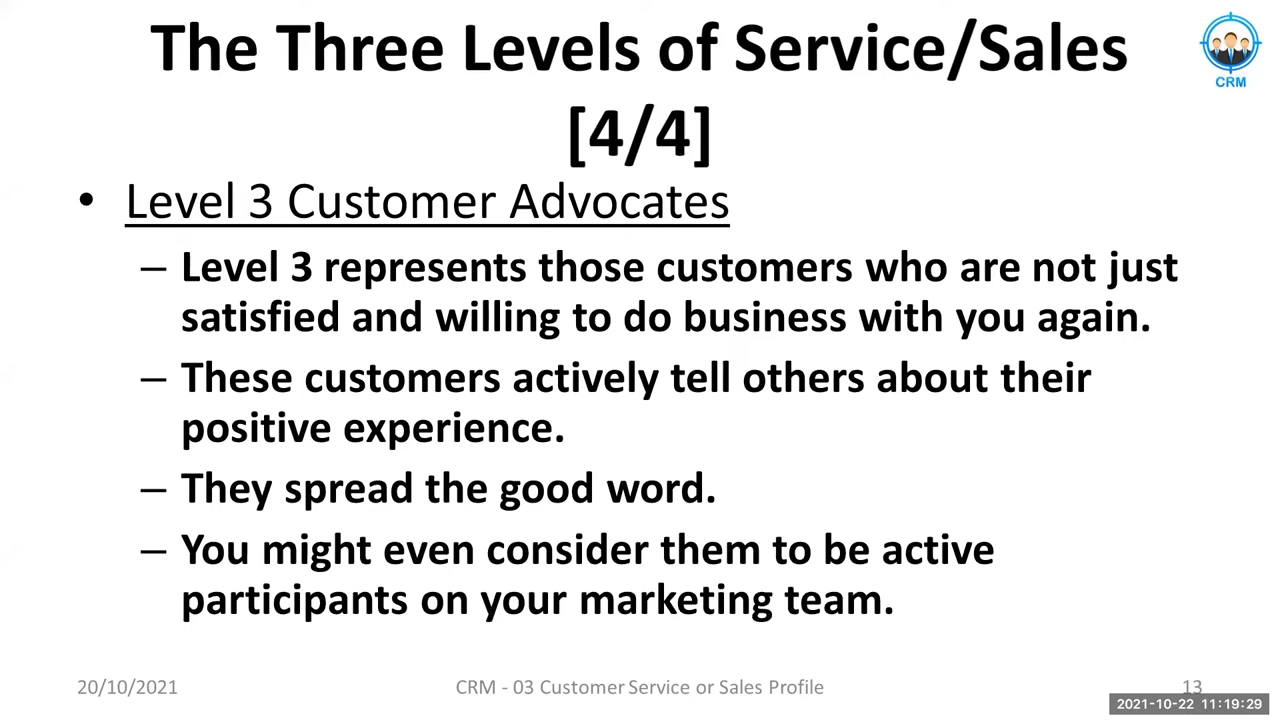 The Three Levels of Service/Sales
[4/4]
CRM
• Level 3 Customer Advocates
– Level 3 represents those customers who are not just
satisfied and willing to do business with you again.
– These customers actively tell others about their
positive experience.
– They spread the good word.
– You might even consider them to be active
participants on your marketing team.
20/10/2021
CRM - 03 Customer Service or Sales Profile
13
2021-10-22 11:19:29